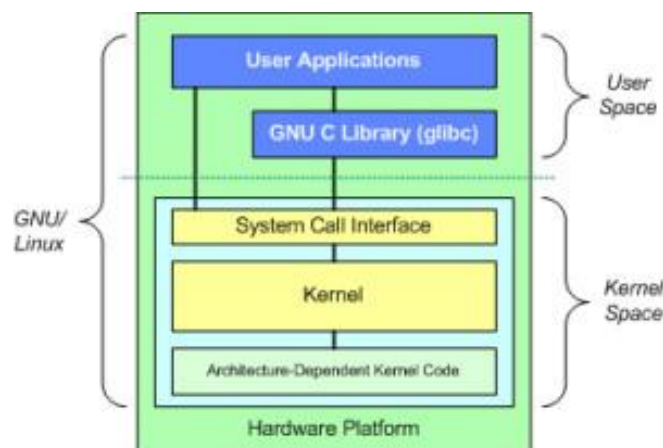 User Applications
GNU C Library (glibc)
User
Space
GNU/
Linux
System Call Interface
Kernel
Architecture-Dependent Kernel Code
Kernel
Space
Hardware Platform